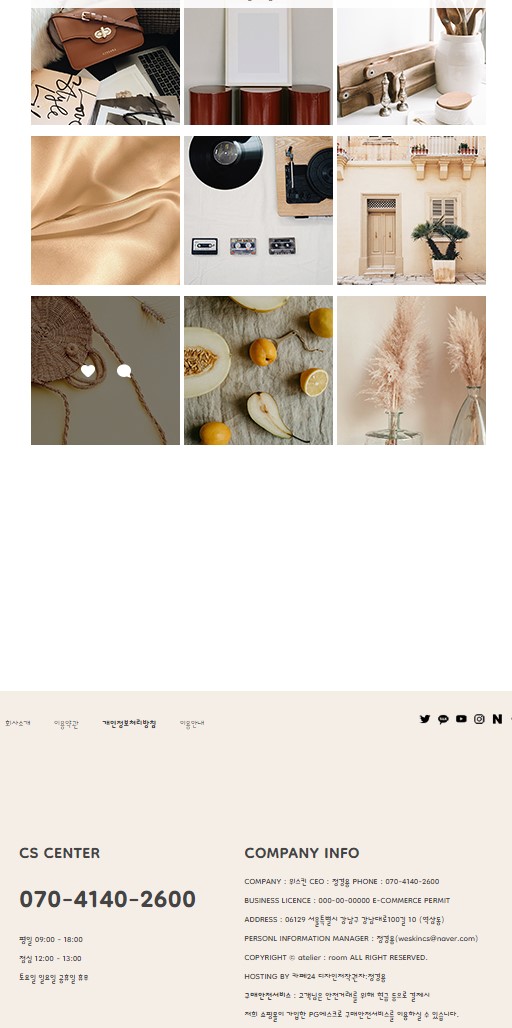 회사소개 이용약관 개인정보처리방침 이용안내
CS CENTER
070-4140-2600
평일 09:00 - 18:00
점심 12:00 - 13:00
토요일 일요일 공휴일 휴무
COMPANY INFO
COMPANY : 위스킨 CEO : 정경용 PHONE : 070-4140-2600
BUSINESS LICENCE : 000-00-00000 E-COMMERCE PERMIT
ADDRESS : 06129 서울특별시 강남구 강남대로100길 10 (역삼동)
PERSONL INFORMATION MANAGER : 정경용(weskincs@naver.com)
COPYRIGHT © atelier : room ALL RIGHT RESERVED.
HOSTING BY 카페24 디자인저작권자:정경용
구매안전서비스 : 고객님은 안전거래를 위해 현금 등으로 결제시
저희 쇼핑몰이 가입한 PG에스크로 구매안전서비스를 이용하실 수 있습니다.